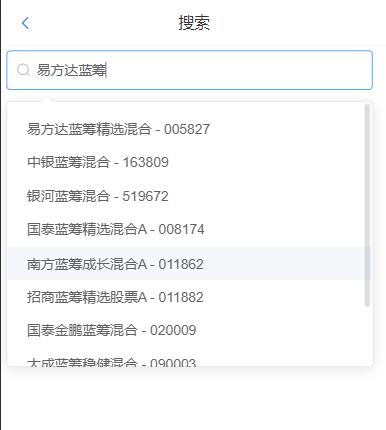 搜索
易方达蓝筹
易方达蓝筹精选混合 - 005827
中银蓝筹混合 - 163809
银河蓝筹混合 - 519672
国泰蓝筹精选混合A - 008174
南方蓝筹成长混合A - 011862
招商蓝筹精选股票A - 011882
国泰金鹏蓝筹混合 - 020009
大成蓝筹稳健混合 - 090003